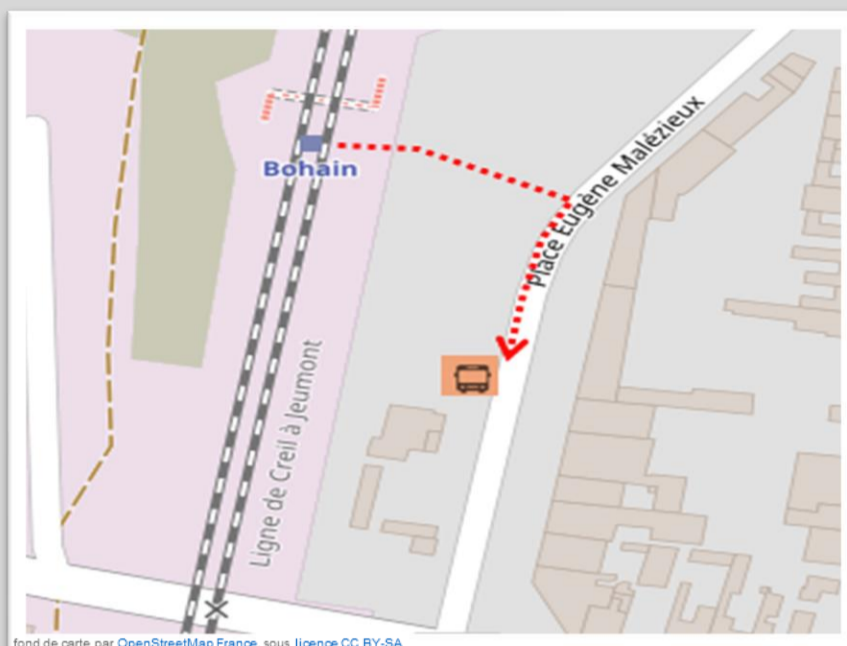 Bohain
Place Eugène Malézieux
Ligne de Creil à Jeumont
fond de carte par OpenStreetMap France, sous licence CC BY-SA